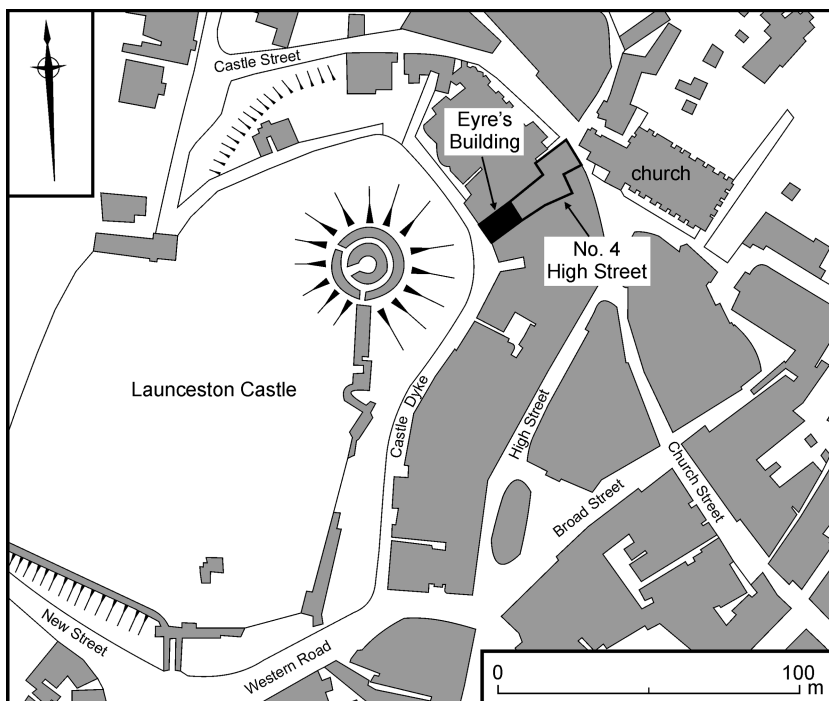 Castle Street
Eyre's
Building
church
No. 4
High Street
Launceston Castle
Castle Dyke
High Street
Church Street
Broad Street
New Street
Western Road
0 100
m